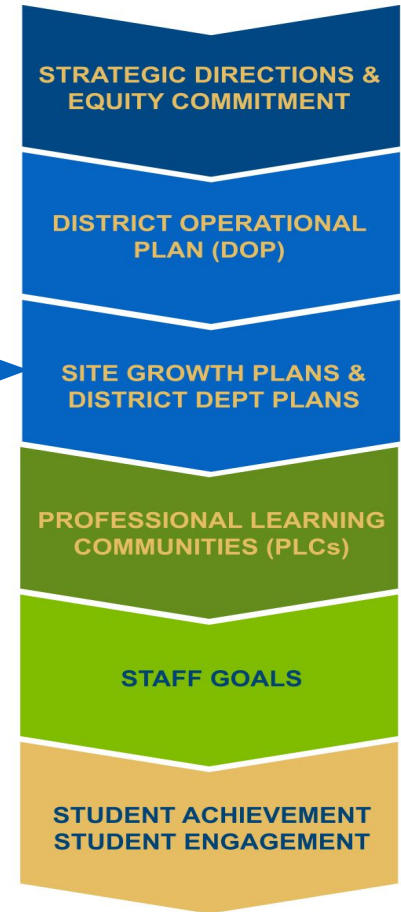 STRATEGIC DIRECTIONS &
EQUITY COMMITMENT
DISTRICT OPERATIONAL
PLAN (DOP)
SITE GROWTH PLANS &
DISTRICT DEPT PLANS
PROFESSIONAL LEARNING
COMMUNITIES (PLCs)
STAFF GOALS
STUDENT ACHIEVEMENT
STUDENT ENGAGEMENT